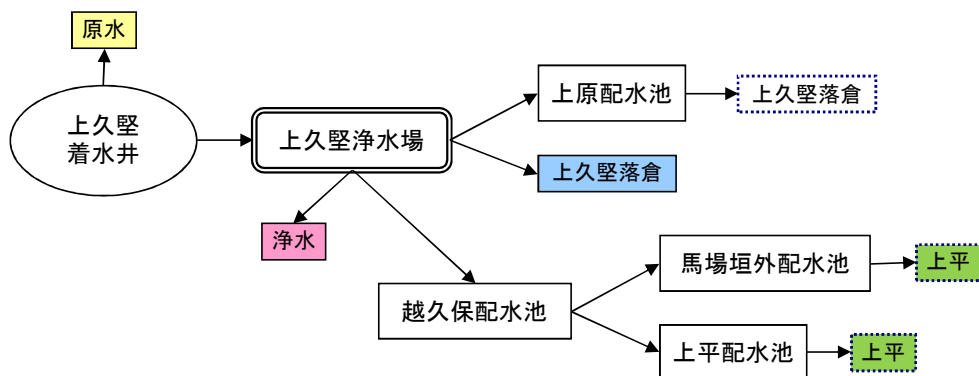 原水
上久堅
着水井
上久堅浄水場
上原配水池
上久堅落倉
上久堅落倉
浄水
越久保配水池
馬場垣外配水池
上平
上平配水池
上平